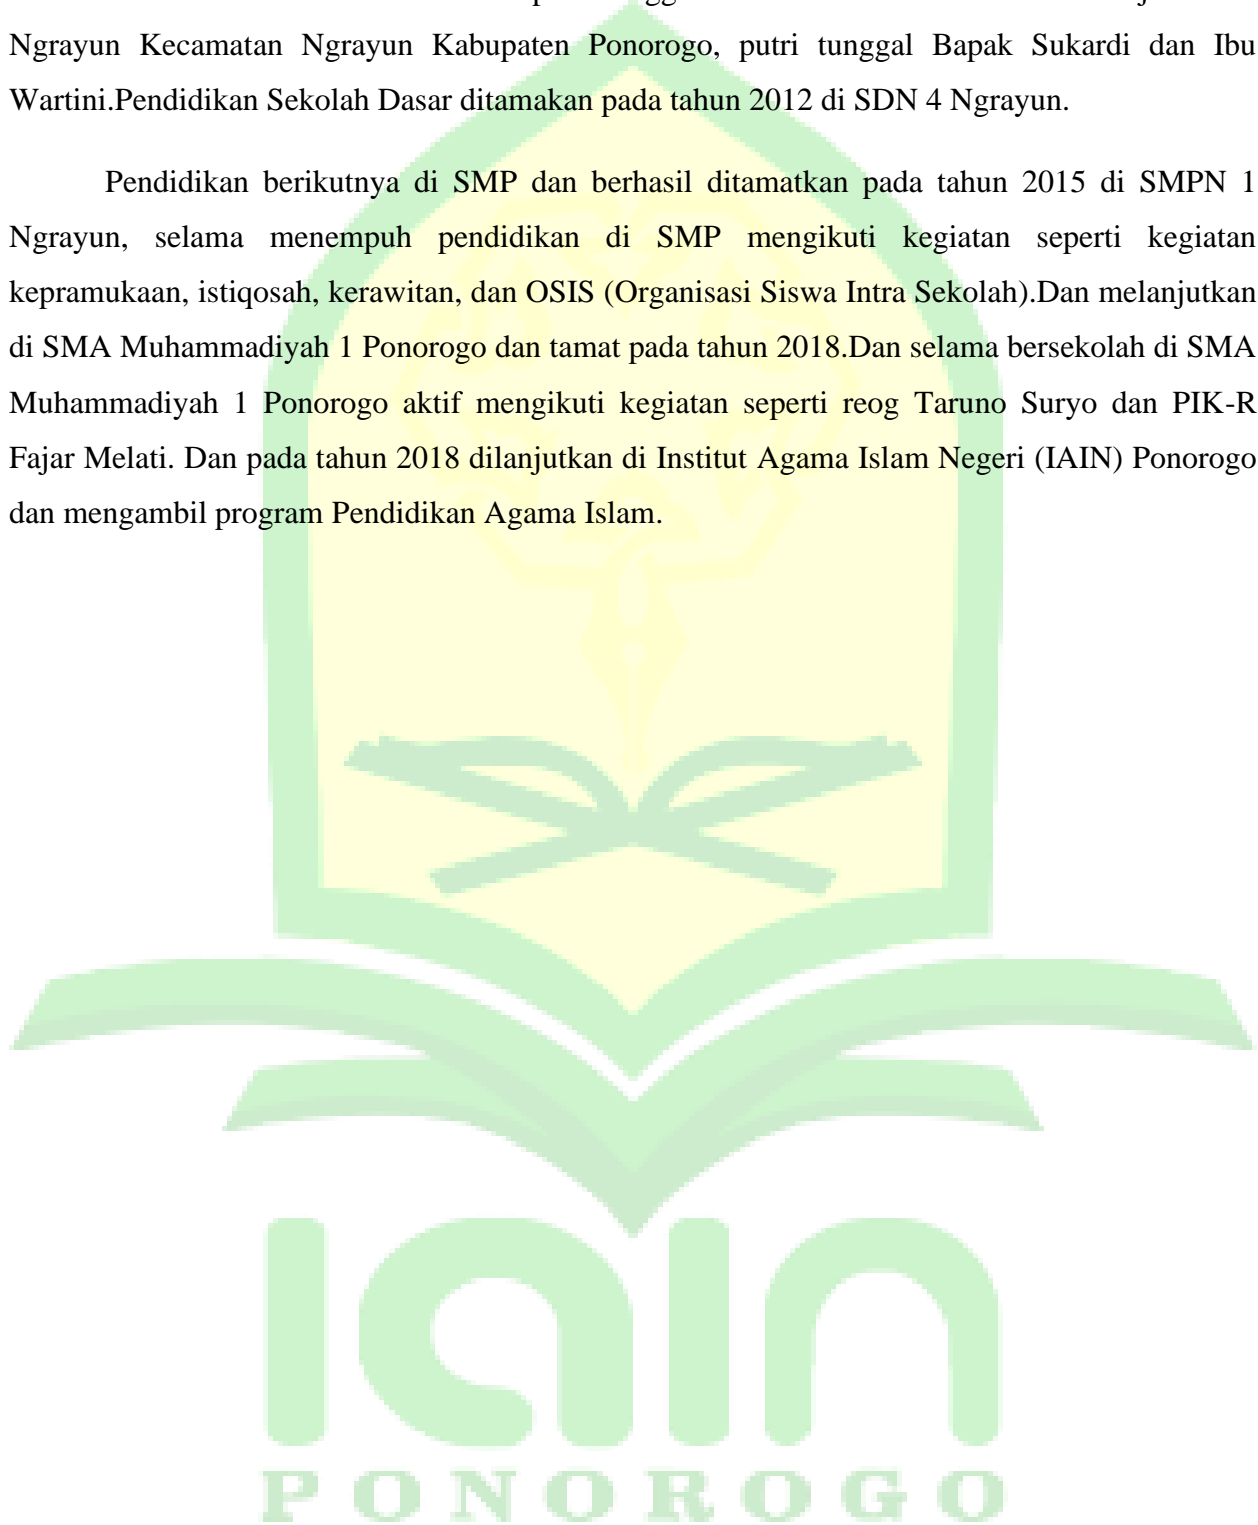 Ngrayun Kecamatan Ngrayun Kabupaten Ponorogo, putri tunggal Bapak Sukardi dan Ibu
Wartini.Pendidikan Sekolah Dasar ditamakan pada tahun 2012 di SDN 4 Ngrayun.
Pendidikan berikutnya di SMP dan berhasil ditamatkan pada tahun 2015 di SMPN 1
Ngrayun, selama menempuh pendidikan di SMP mengikuti kegiatan seperti kegiatan
kepramukaan, istiqosah, kerawitan, dan OSIS (Organisasi Siswa Intra Sekolah).Dan melanjutkan
di SMA Muhammadiyah 1 Ponorogo dan tamat pada tahun 2018.Dan selama bersekolah di SMA
Muhammadiyah 1 Ponorogo aktif mengikuti kegiatan seperti reog Taruno Suryo dan PIK-R
Fajar Melati. Dan pada tahun 2018 dilanjutkan di Institut Agama Islam Negeri (IAIN) Ponorogo
dan mengambil program Pendidikan Agama Islam.
iain
PONOROGO